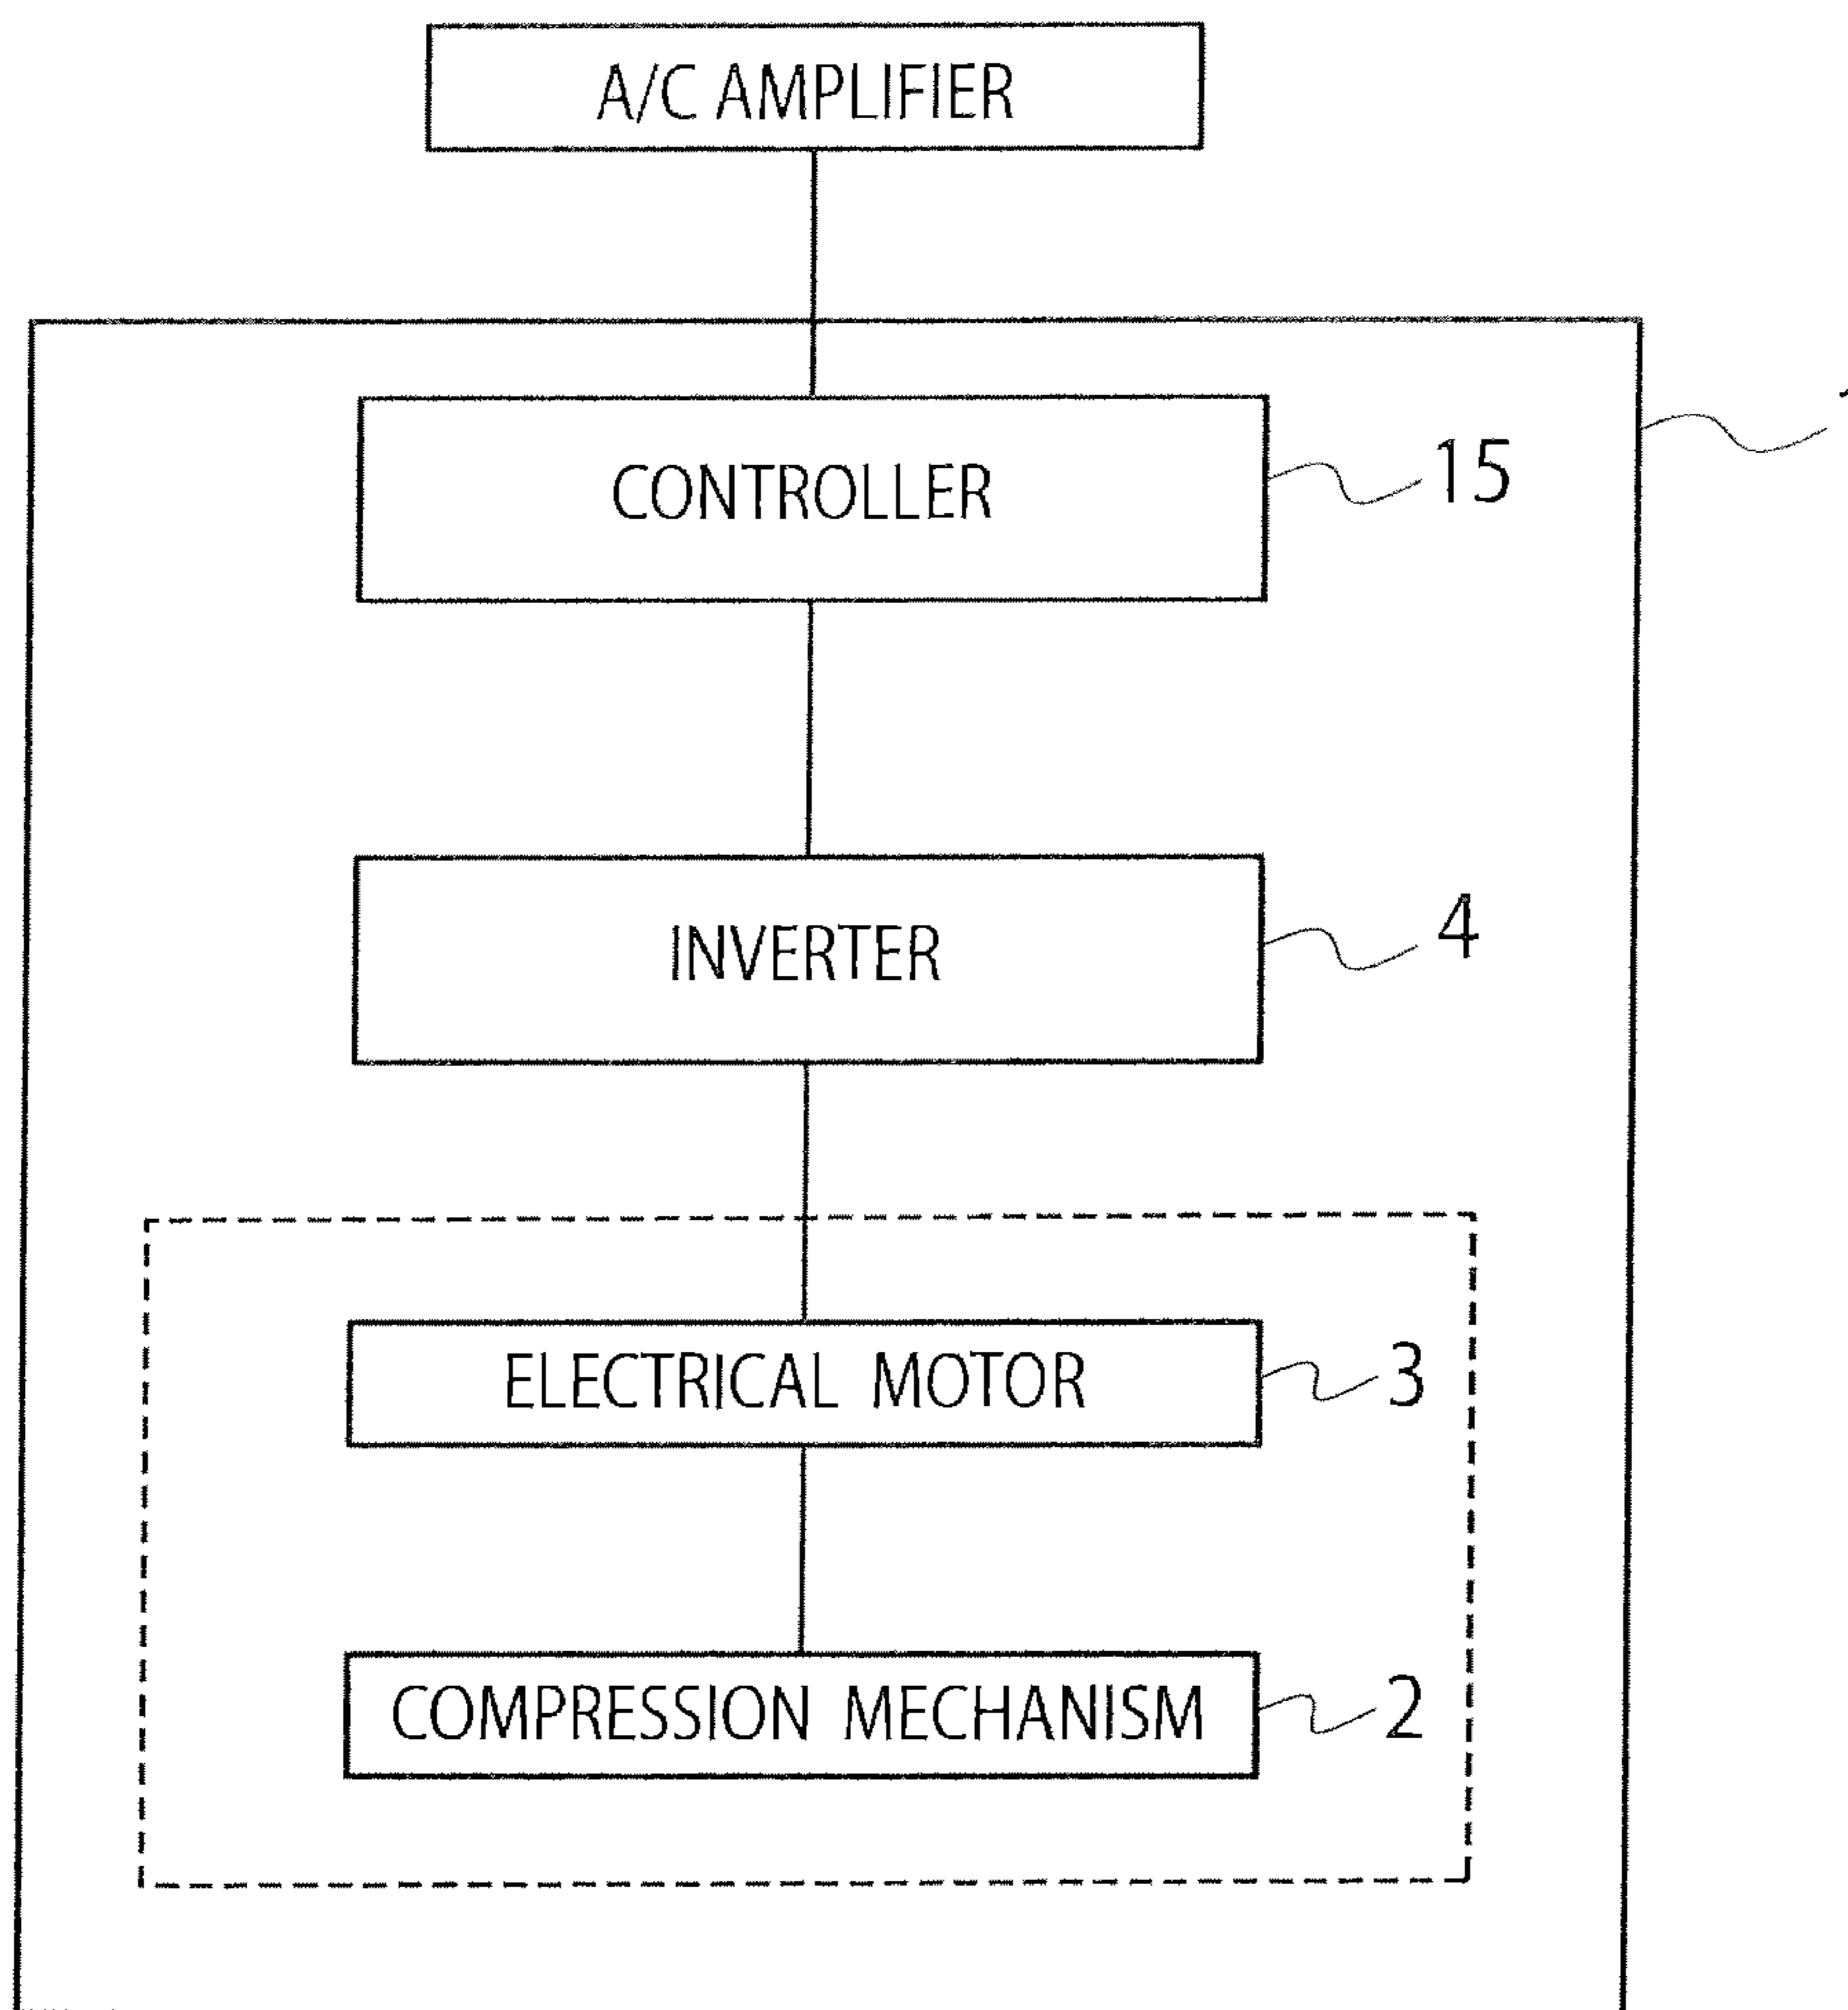 A/C AMPLIFIER
CONTROLLER
15
INVERTER
4
ELECTRICAL MOTOR
3
COMPRESSION MECHANISM
2